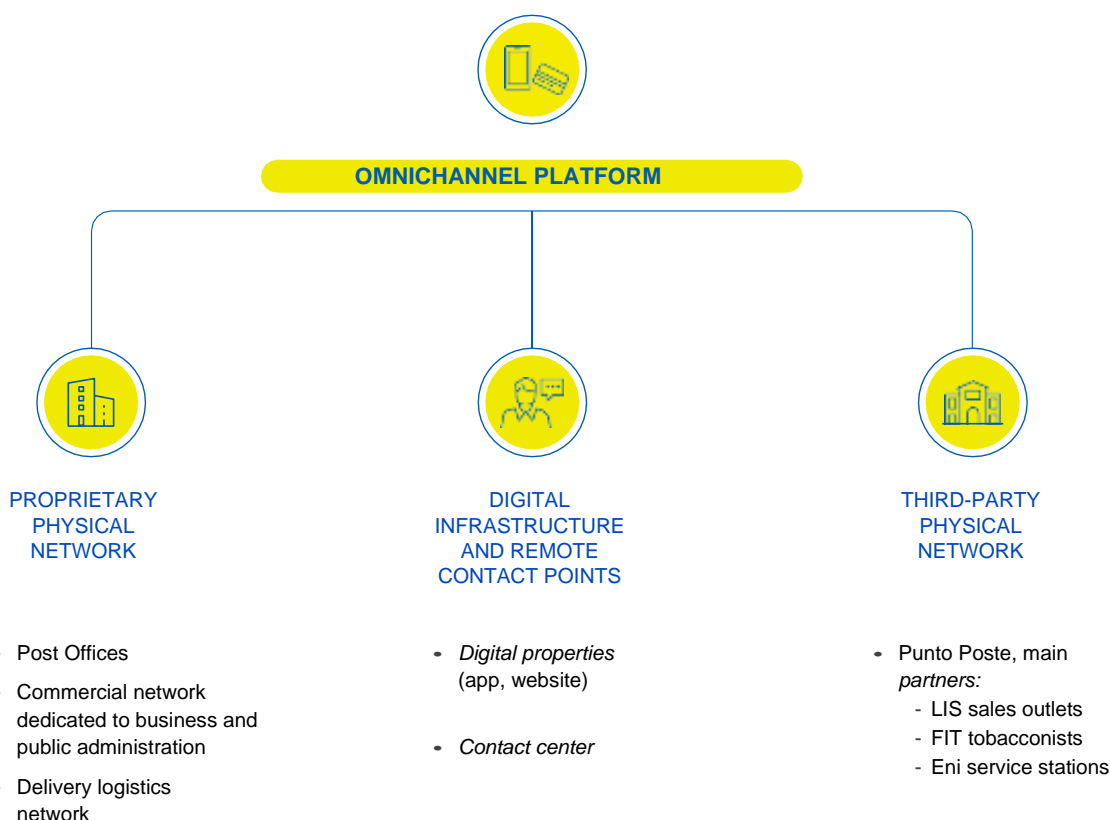 OMNICHANNEL PLATFORM
PROPRIETARY
PHYSICAL
NETWORK
Post Offices
Commercial network
dedicated to business and
public administration
Delivery logistics
network
DIGITAL
INFRASTRUCTURE
AND REMOTE
CONTACT POINTS
• Digital properties
(app, website)
• Contact center
THIRD-PARTY
PHYSICAL
NETWORK
• Punto Poste, main
partners:
- LIS sales outlets
- FIT tobacconists
- Eni service stations